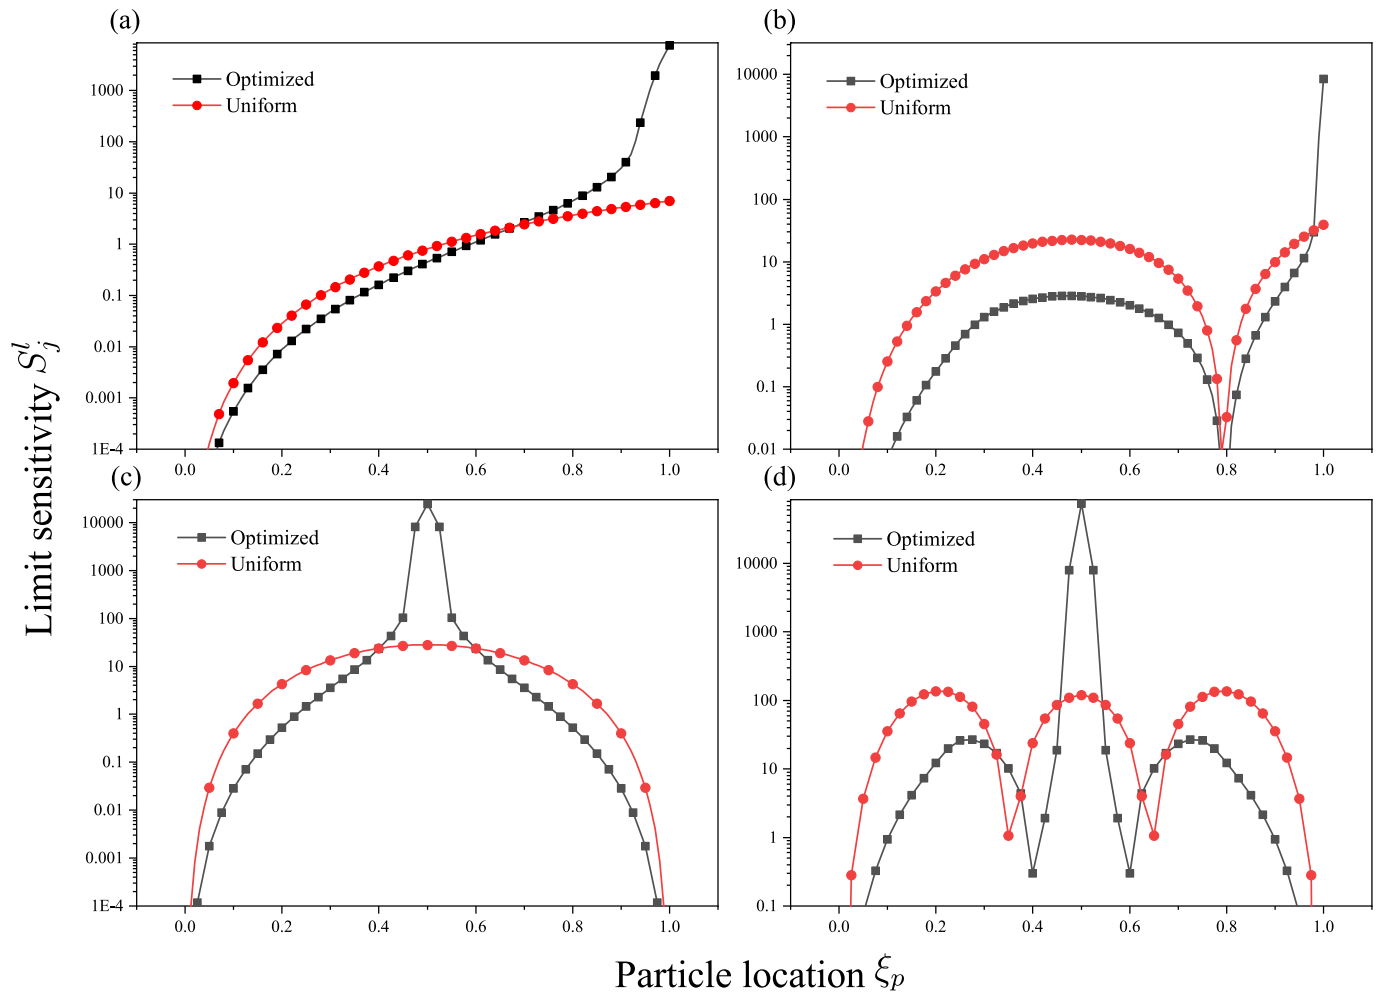 (a)
Optimized
Uniform
1000
100
10
1
0.1
0.01
0.001
1E-4
0.0 0.2 0.4 0.6 0.8 1.0
(b)
Optimized
Uniform
10000
1000
100
10
1
0.1
0.01
0.0 0.2 0.4 0.6 0.8 1.0
(c)
Optimized
Uniform
10000
1000
100
10
1
0.1
0.01
0.001
1E-4
0.0 0.2 0.4 0.6 0.8 1.0
(d)
Optimized
Uniform
10000
1000
100
10
1
0.1
0.0 0.2 0.4 0.6 0.8 1.0
Limit sensitivity S_j^l
Particle location ξ_p